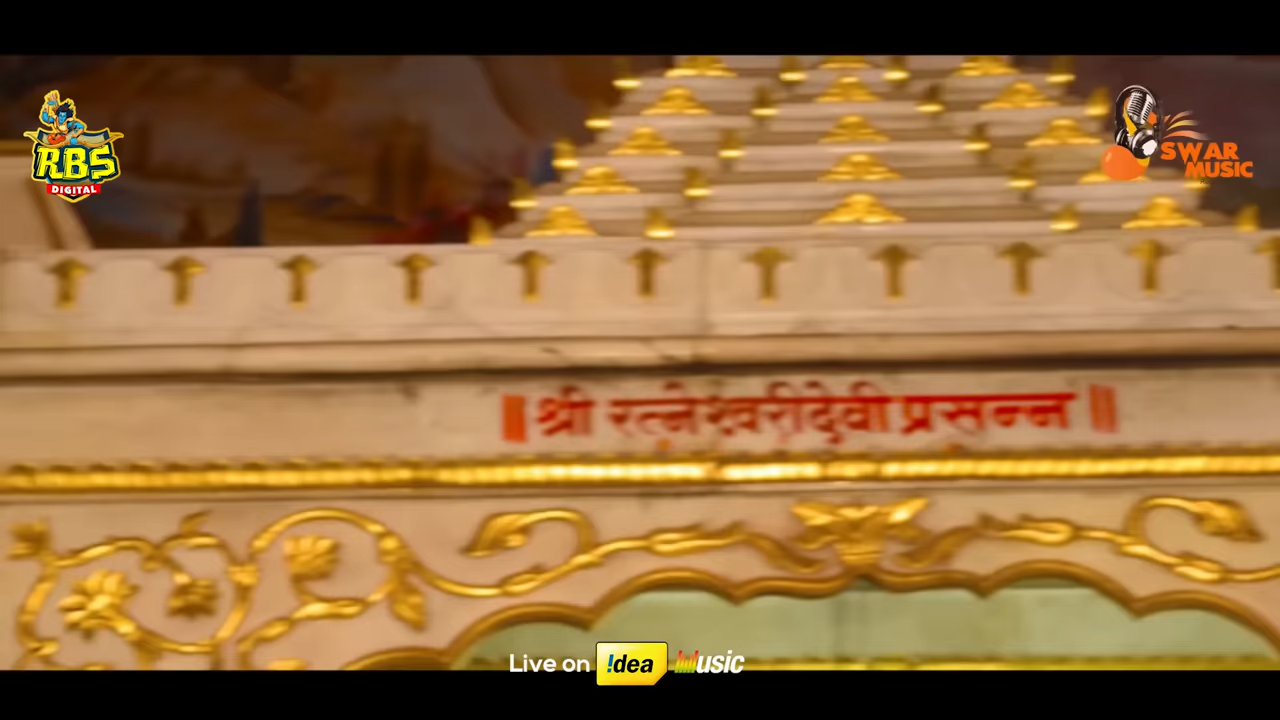 RBS
DIGITAL
SWAR
MUSIC
॥ श्री रत्नेश्वरीदेवी प्रसन्न ॥
Live on !dea Music